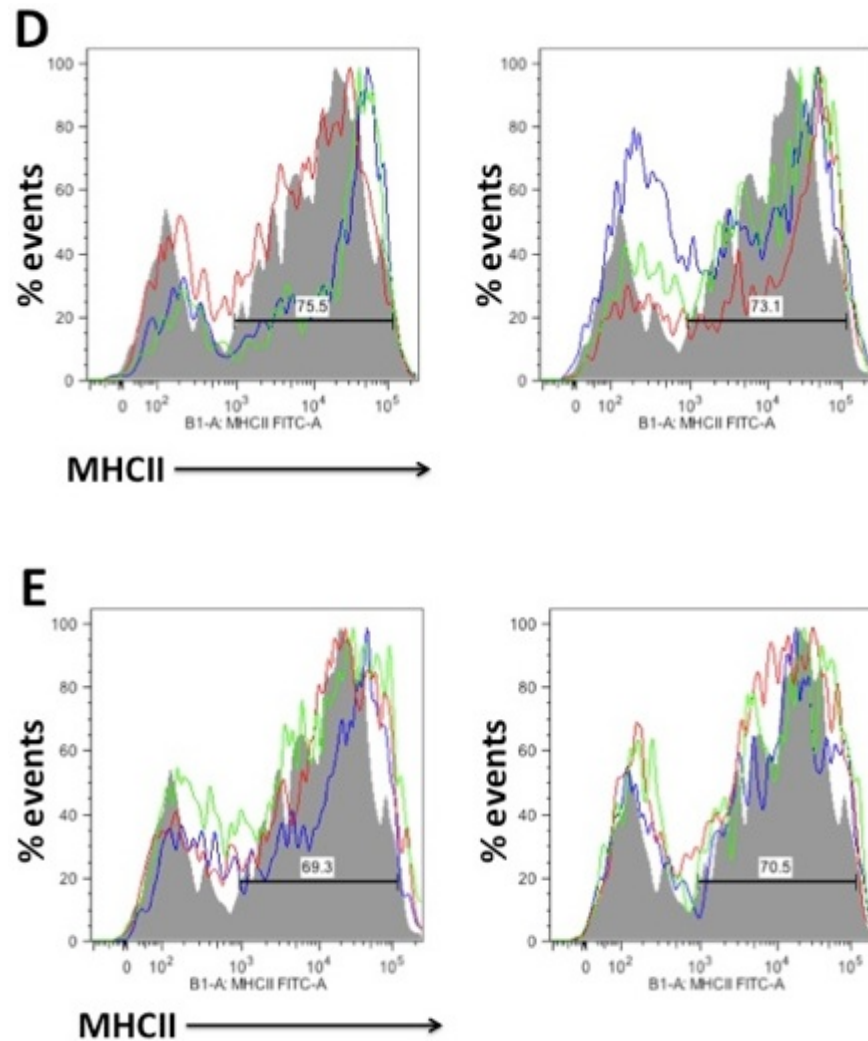 D
% events
100
80
60
40
20
0
75.5
0 10² 10³ 10⁴ 10⁵
B1-A: MHCII FITC-A
% events
100
80
60
40
20
0
73.1
0 10² 10³ 10⁴ 10⁵
B1-A: MHCII FITC-A
MHCII
E
% events
100
80
60
40
20
0
69.3
0 10² 10³ 10⁴ 10⁵
B1-A: MHCII FITC-A
% events
100
80
60
40
20
0
70.5
0 10² 10³ 10⁴ 10⁵
B1-A: MHCII FITC-A
MHCII